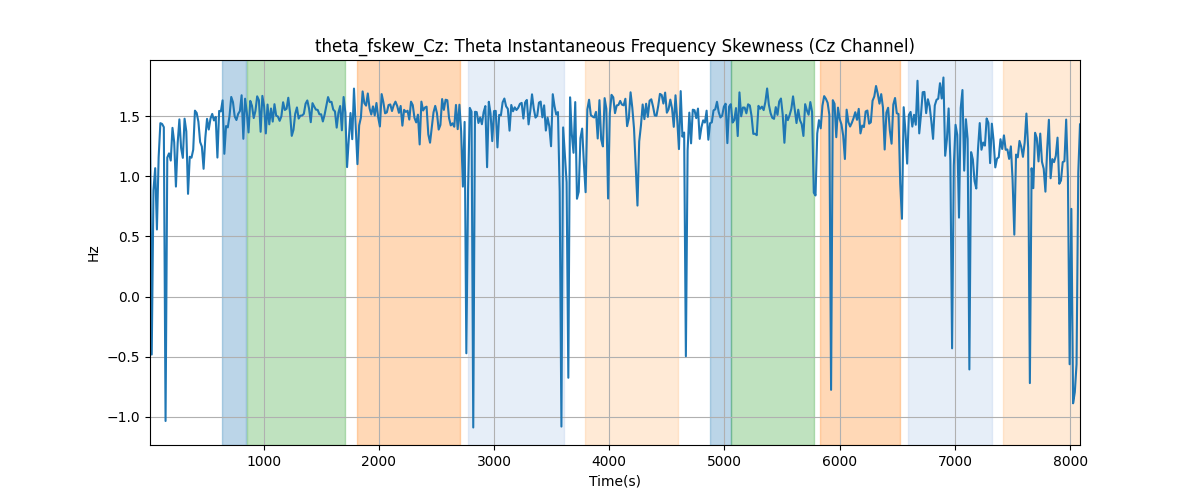 theta_fskew_Cz: Theta Instantaneous Frequency Skewness (Cz Channel)
1.5
1.0
0.5
0.0
−0.5
−1.0
Hz
1000 2000 3000 4000 5000 6000 7000 8000
Time(s)